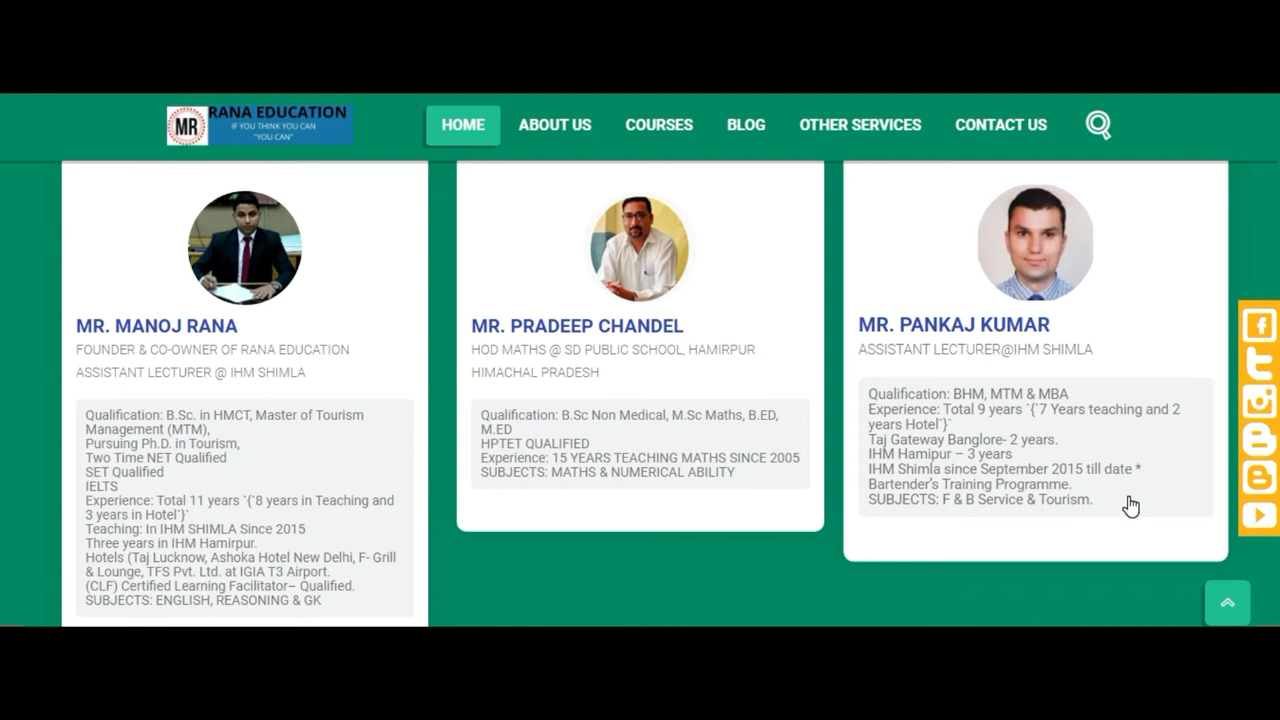 MR
RANA EDUCATION
IF YOU THINK YOU CAN
"YOU CAN"
HOME
ABOUT US
COURSES
BLOG
OTHER SERVICES
CONTACT US
MR. MANOJ RANA
FOUNDER & CO-OWNER OF RANA EDUCATION
ASSISTANT LECTURER @ IHM SHIMLA
Qualification: B.Sc. in HMCT, Master of Tourism
Management (MTM),
Pursuing Ph.D. in Tourism,
Two Time NET Qualified
SET Qualified
IELTS
Experience: Total 11 years `{`8 years in Teaching and
3 years in Hotel`}`
Teaching: In IHM SHIMLA Since 2015
Three years in IHM Hamirpur.
Hotels (Taj Lucknow, Ashoka Hotel New Delhi, F- Grill
& Lounge, TFS Pvt. Ltd. at IGIA T3 Airport.
(CLF) Certified Learning Facilitator– Qualified.
SUBJECTS: ENGLISH, REASONING & GK
MR. PRADEEP CHANDEL
HOD MATHS @ SD PUBLIC SCHOOL, HAMIRPUR
HIMACHAL PRADESH
Qualification: B.Sc Non Medical, M.Sc Maths, B.ED,
M.ED
HPTET QUALIFIED
Experience: 15 YEARS TEACHING MATHS SINCE 2005
SUBJECTS: MATHS & NUMERICAL ABILITY
MR. PANKAJ KUMAR
ASSISTANT LECTURER@IHM SHIMLA
Qualification: BHM, MTM & MBA
Experience: Total 9 years `{`7 Years teaching and 2
years Hotel`}`
Taj Gateway Banglore- 2 years.
IHM Hamipur – 3 years
IHM Shimla since September 2015 till date *
Bartender’s Training Programme.
SUBJECTS: F & B Service & Tourism.